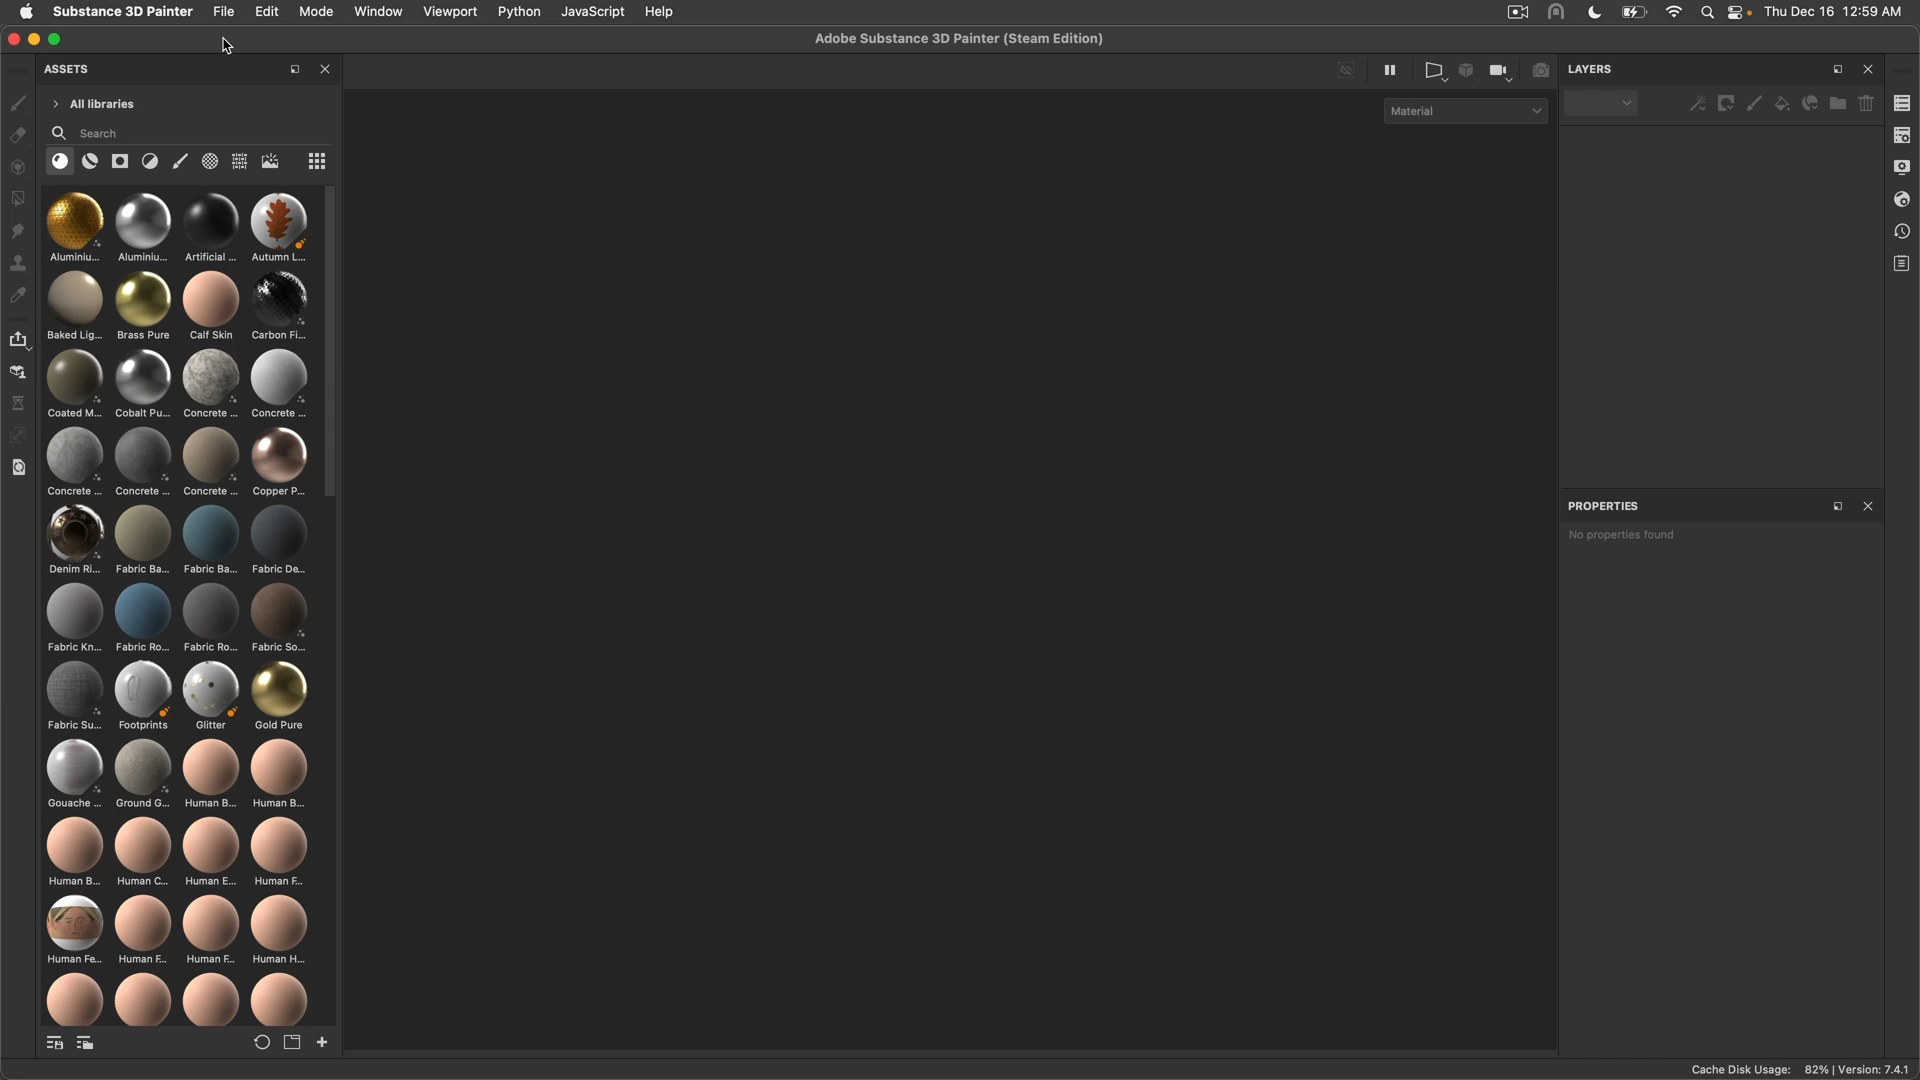 Substance 3D Painter File Edit Mode Window Viewport Python JavaScript Help Thu Dec 16 12:59 AM
Adobe Substance 3D Painter (Steam Edition)
ASSETS
All libraries
Search
Aluminiu... Aluminiu... Artificial ... Autumn L...
Baked Lig... Brass Pure Calf Skin Carbon Fi...
Coated M... Cobalt Pu... Concrete ... Concrete ...
Concrete ... Concrete ... Concrete ... Copper P...
Denim Ri... Fabric Ba... Fabric Ba... Fabric De...
Fabric Kn... Fabric Ro... Fabric Ro... Fabric So...
Fabric Su... Footprints Glitter Gold Pure
Gouache ... Ground G... Human B... Human B...
Human B... Human C... Human E... Human F...
Human Fe... Human F... Human F... Human H...
Material
LAYERS
PROPERTIES
No properties found
Cache Disk Usage: 82% | Version: 7.4.1